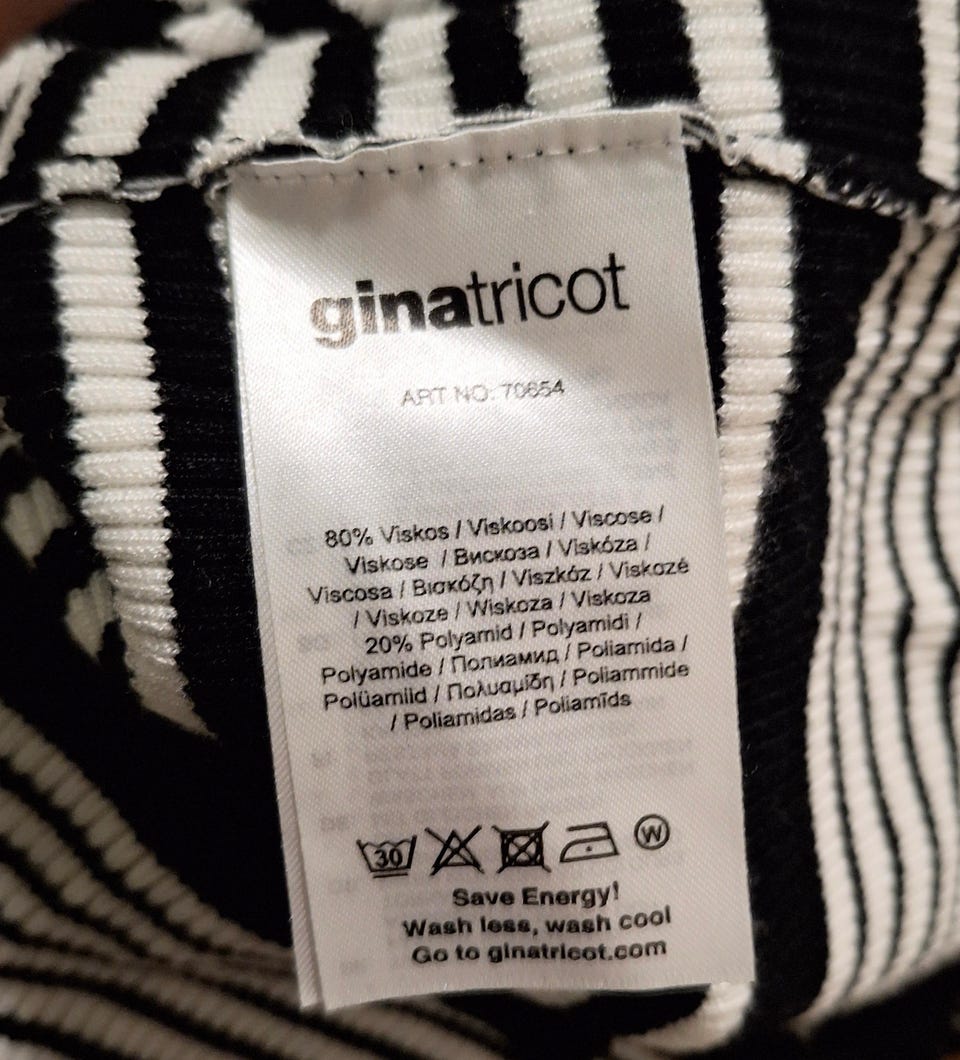 ginatricot
ART NO: 70654
80% Viskos / Viskoosi / Viscose /
Viskose / Вискоза / Viskóza /
Viscosa / Βισκόζη / Viszkóz / Viskozé
/ Viskoze / Wiskoza / Viskoza
20% Polyamid / Polyamidi /
Polyamide / Полиамид / Poliamida /
Polüamiid / Πολυαμίδη / Poliammide
/ Poliamidas / Poliamīds
30 W
Save Energy!
Wash less, wash cool
Go to ginatricot.com